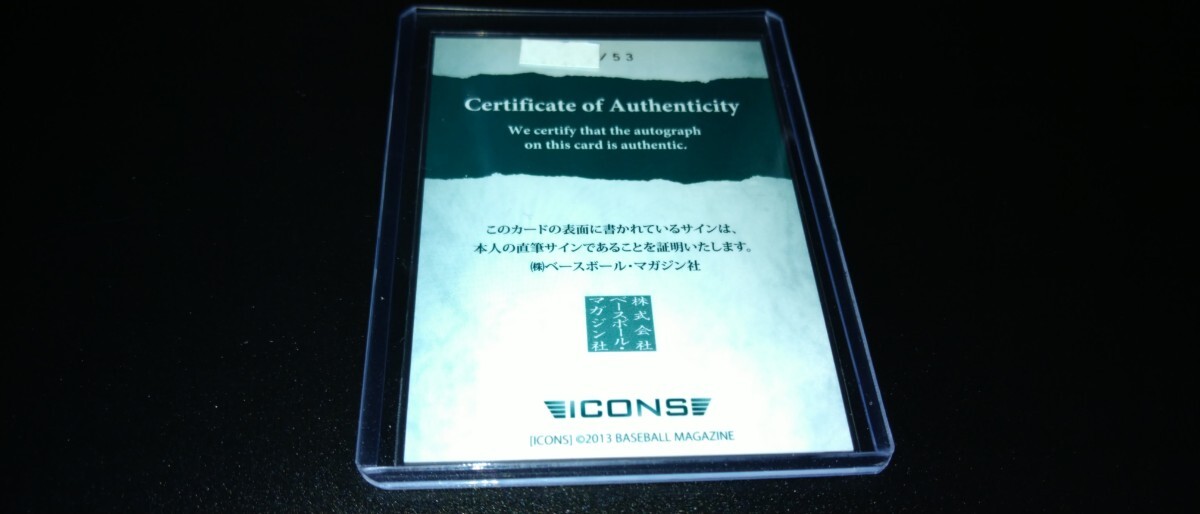 /53
Certificate of Authenticity
We certify that the autograph
on this card is authentic.
このカードの表面に書かれているサインは、
本人の直筆サインであることを証明いたします。
㈱ベースボール・マガジン社
株式会社
ベースボール・
マガジン社
ICONS
[ICONS] ©2013 BASEBALL MAGAZINE